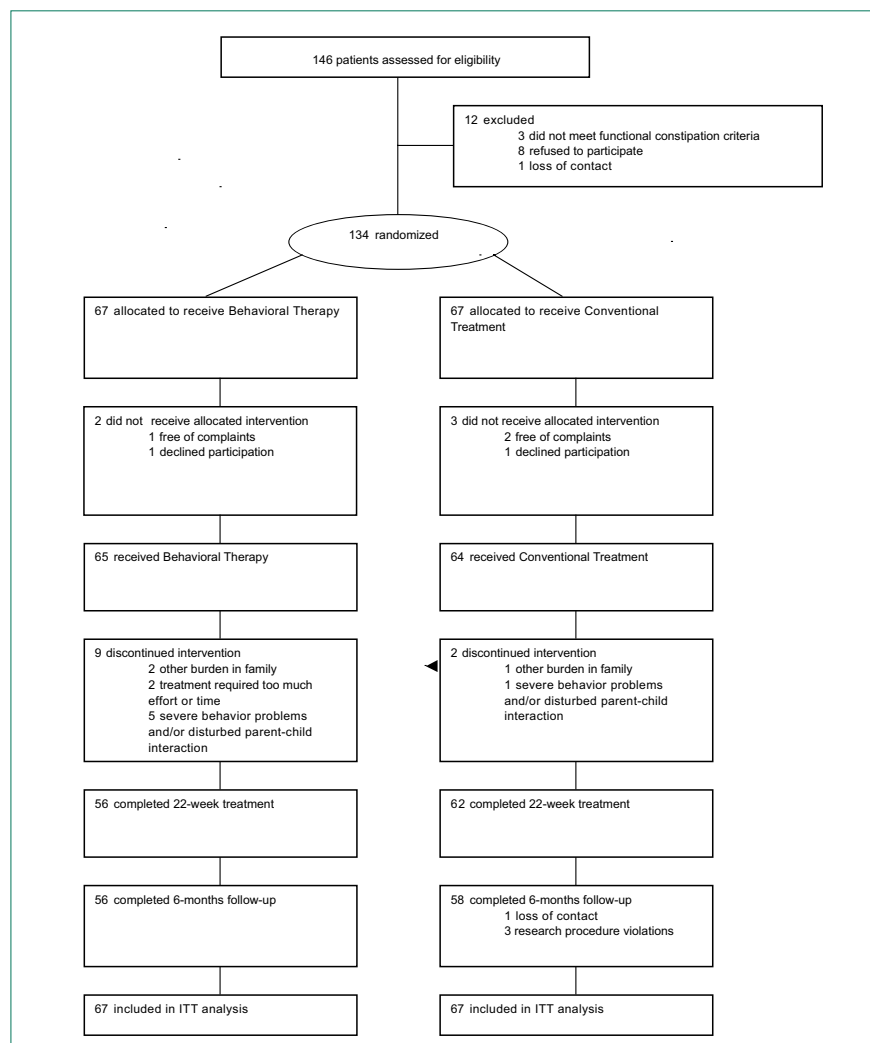 146 patients assessed for eligibility
12 excluded
3 did not meet functional constipation criteria
8 refused to participate
1 loss of contact
134 randomized
67 allocated to receive Behavioral Therapy
67 allocated to receive Conventional
Treatment
2 did not receive allocated intervention
1 free of complaints
1 declined participation
3 did not receive allocated intervention
2 free of complaints
1 declined participation
65 received Behavioral Therapy
64 received Conventional Treatment
9 discontinued intervention
2 other burden in family
2 treatment required too much
effort or time
5 severe behavior problems
and/or disturbed parent-child
interaction
2 discontinued intervention
1 other burden in family
1 severe behavior problems
and/or disturbed parent-child
interaction
56 completed 22-week treatment
62 completed 22-week treatment
56 completed 6-months follow-up
58 completed 6-months follow-up
1 loss of contact
3 research procedure violations
67 included in ITT analysis
67 included in ITT analysis